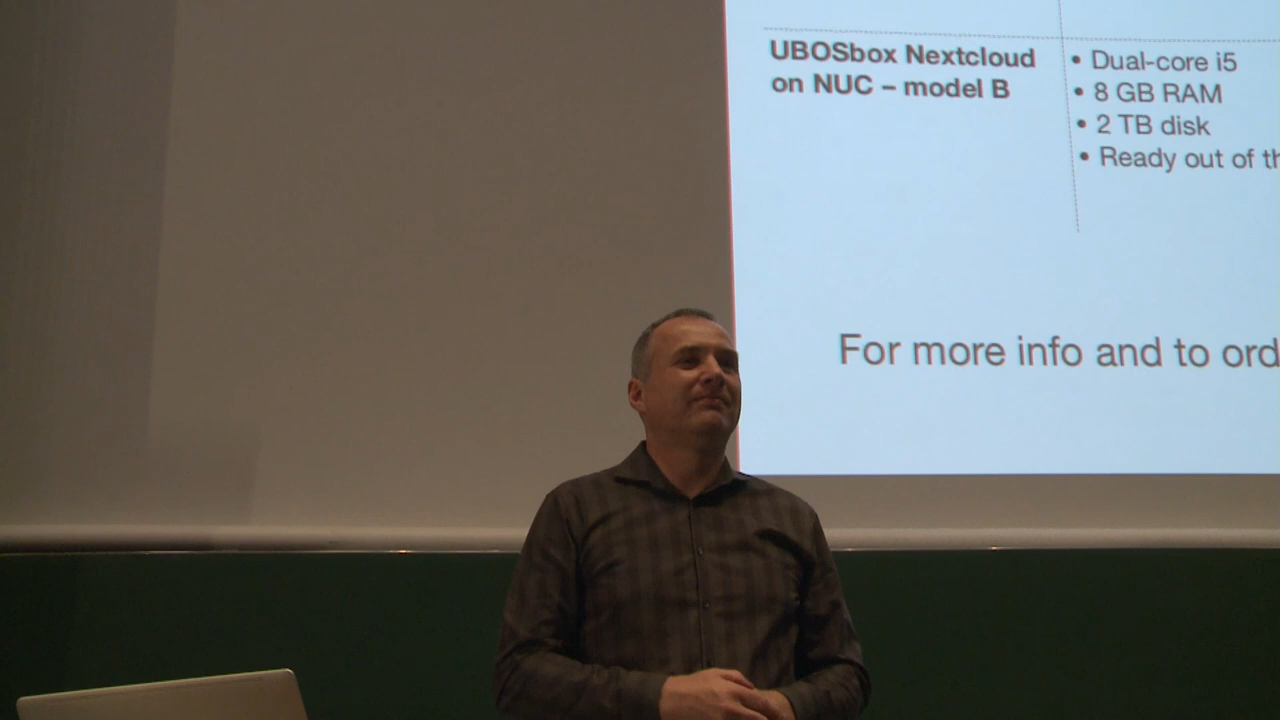 UBOSbox Nextcloud
on NUC – model B
• Dual-core i5
• 8 GB RAM
• 2 TB disk
• Ready out of th
For more info and to ord